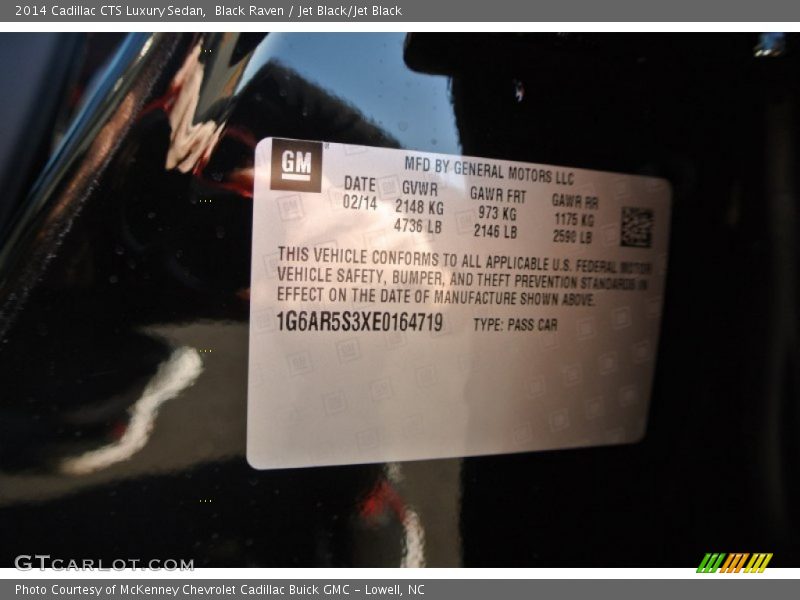 2014 Cadillac CTS Luxury Sedan, Black Raven / Jet Black/Jet Black
GM
MFD BY GENERAL MOTORS LLC
DATE GVWR GAWR FRT GAWR RR
02/14 2148 KG 973 KG 1175 KG
4736 LB 2146 LB 2590 LB
THIS VEHICLE CONFORMS TO ALL APPLICABLE U.S. FEDERAL MOTOR
VEHICLE SAFETY, BUMPER, AND THEFT PREVENTION STANDARDS IN
EFFECT ON THE DATE OF MANUFACTURE SHOWN ABOVE.
1G6AR5S3XE0164719 TYPE: PASS CAR
GTCARLOT.COM
Photo Courtesy of McKenney Chevrolet Cadillac Buick GMC – Lowell, NC